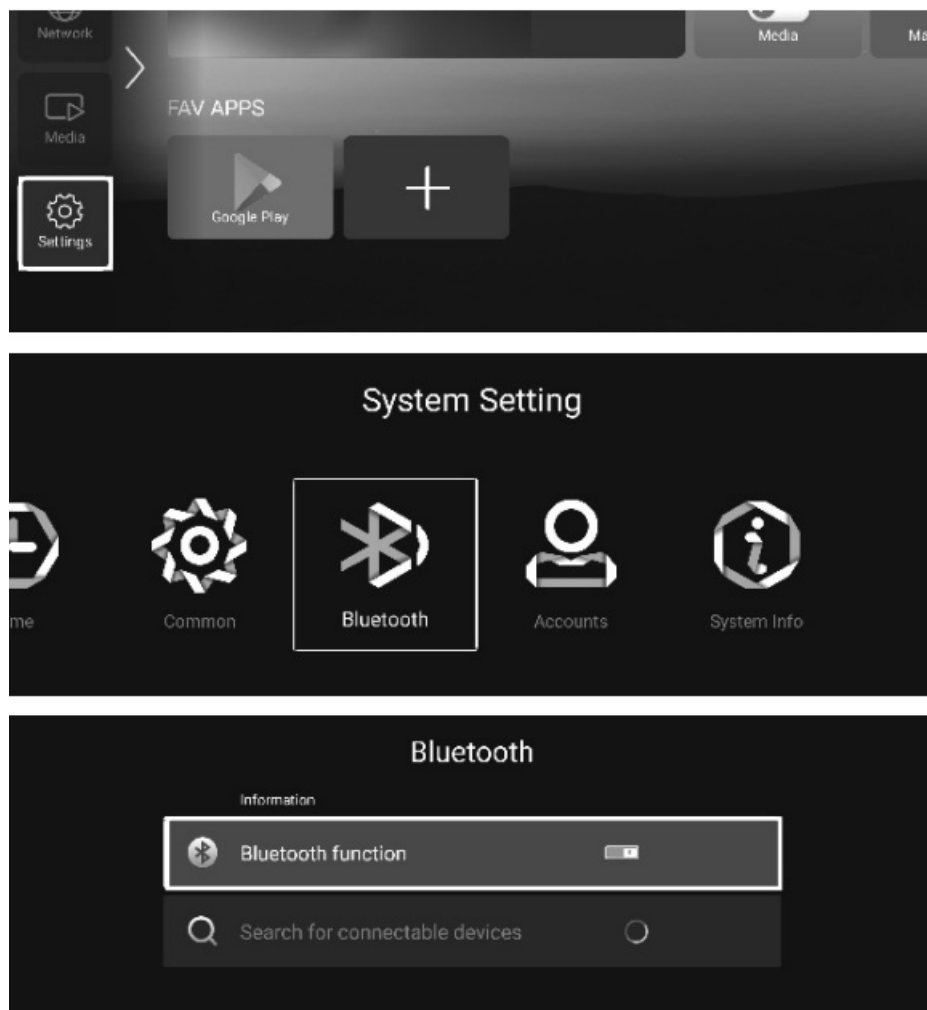 Network
Media
Ma
FAV APPS
Media
Google Play
Settings
System Setting
me
Common
Bluetooth
Accounts
System Info
Bluetooth
Information
Bluetooth function
Search for connectable devices